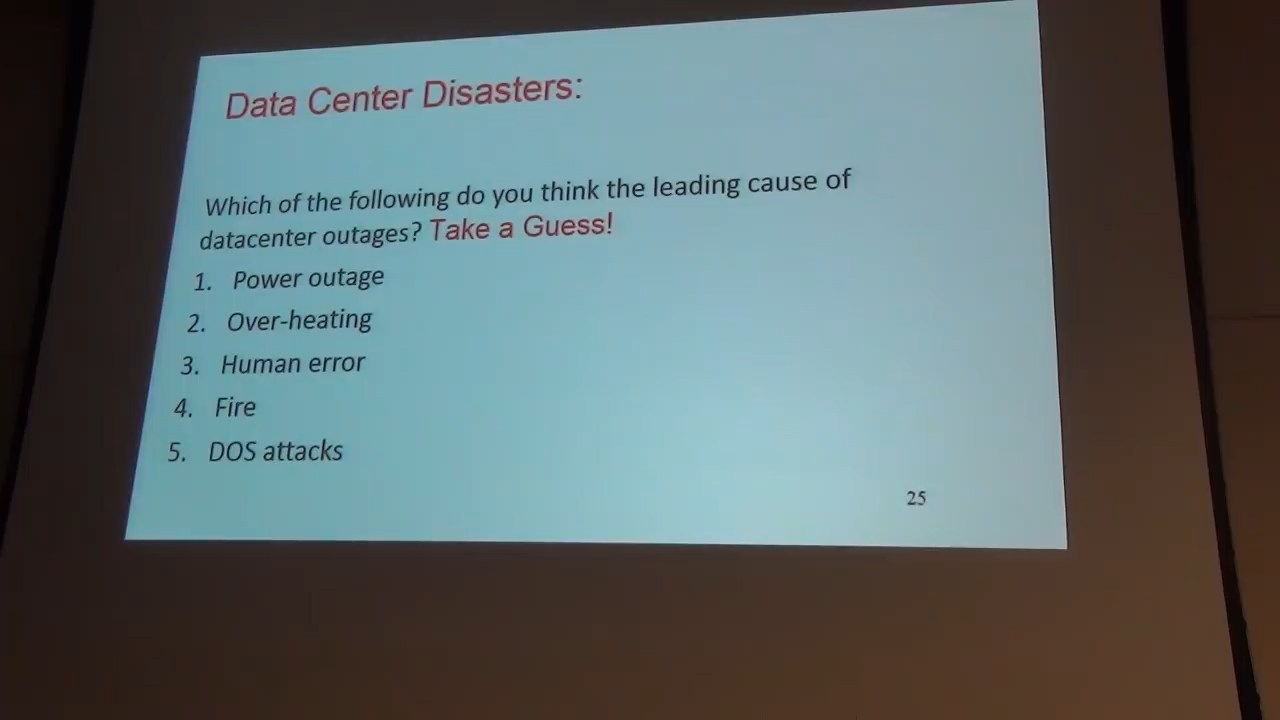 Data Center Disasters:
Which of the following do you think the leading cause of
datacenter outages? Take a Guess!
1. Power outage
2. Over-heating
3. Human error
4. Fire
5. DOS attacks
25